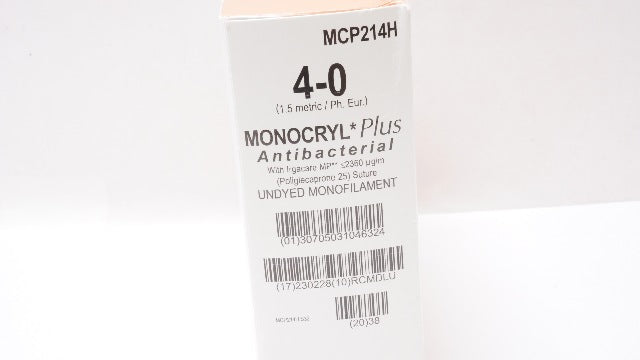 MCP214H
4-0
(1.5 metric / Ph. Eur.)
MONOCRYL* Plus
Antibacterial
With Irgacare MP** ≤2360 µg/m
(Poliglecaprone 25) Suture
UNDYED MONOFILAMENT
(01)30705031046324
(17)230228(10)RCMDLU
(20)38